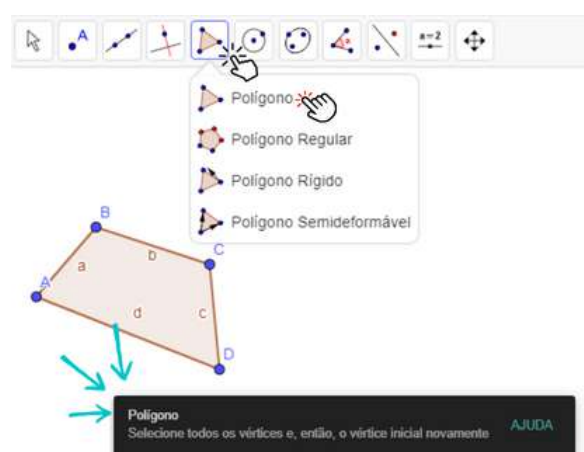 A
a=2
Polígono
Polígono Regular
Polígono Rígido
Polígono Semideformável
B
C
A
a
b
c
d
D
Polígono
Selecione todos os vértices e, então, o vértice inicial novamente
AJUDA